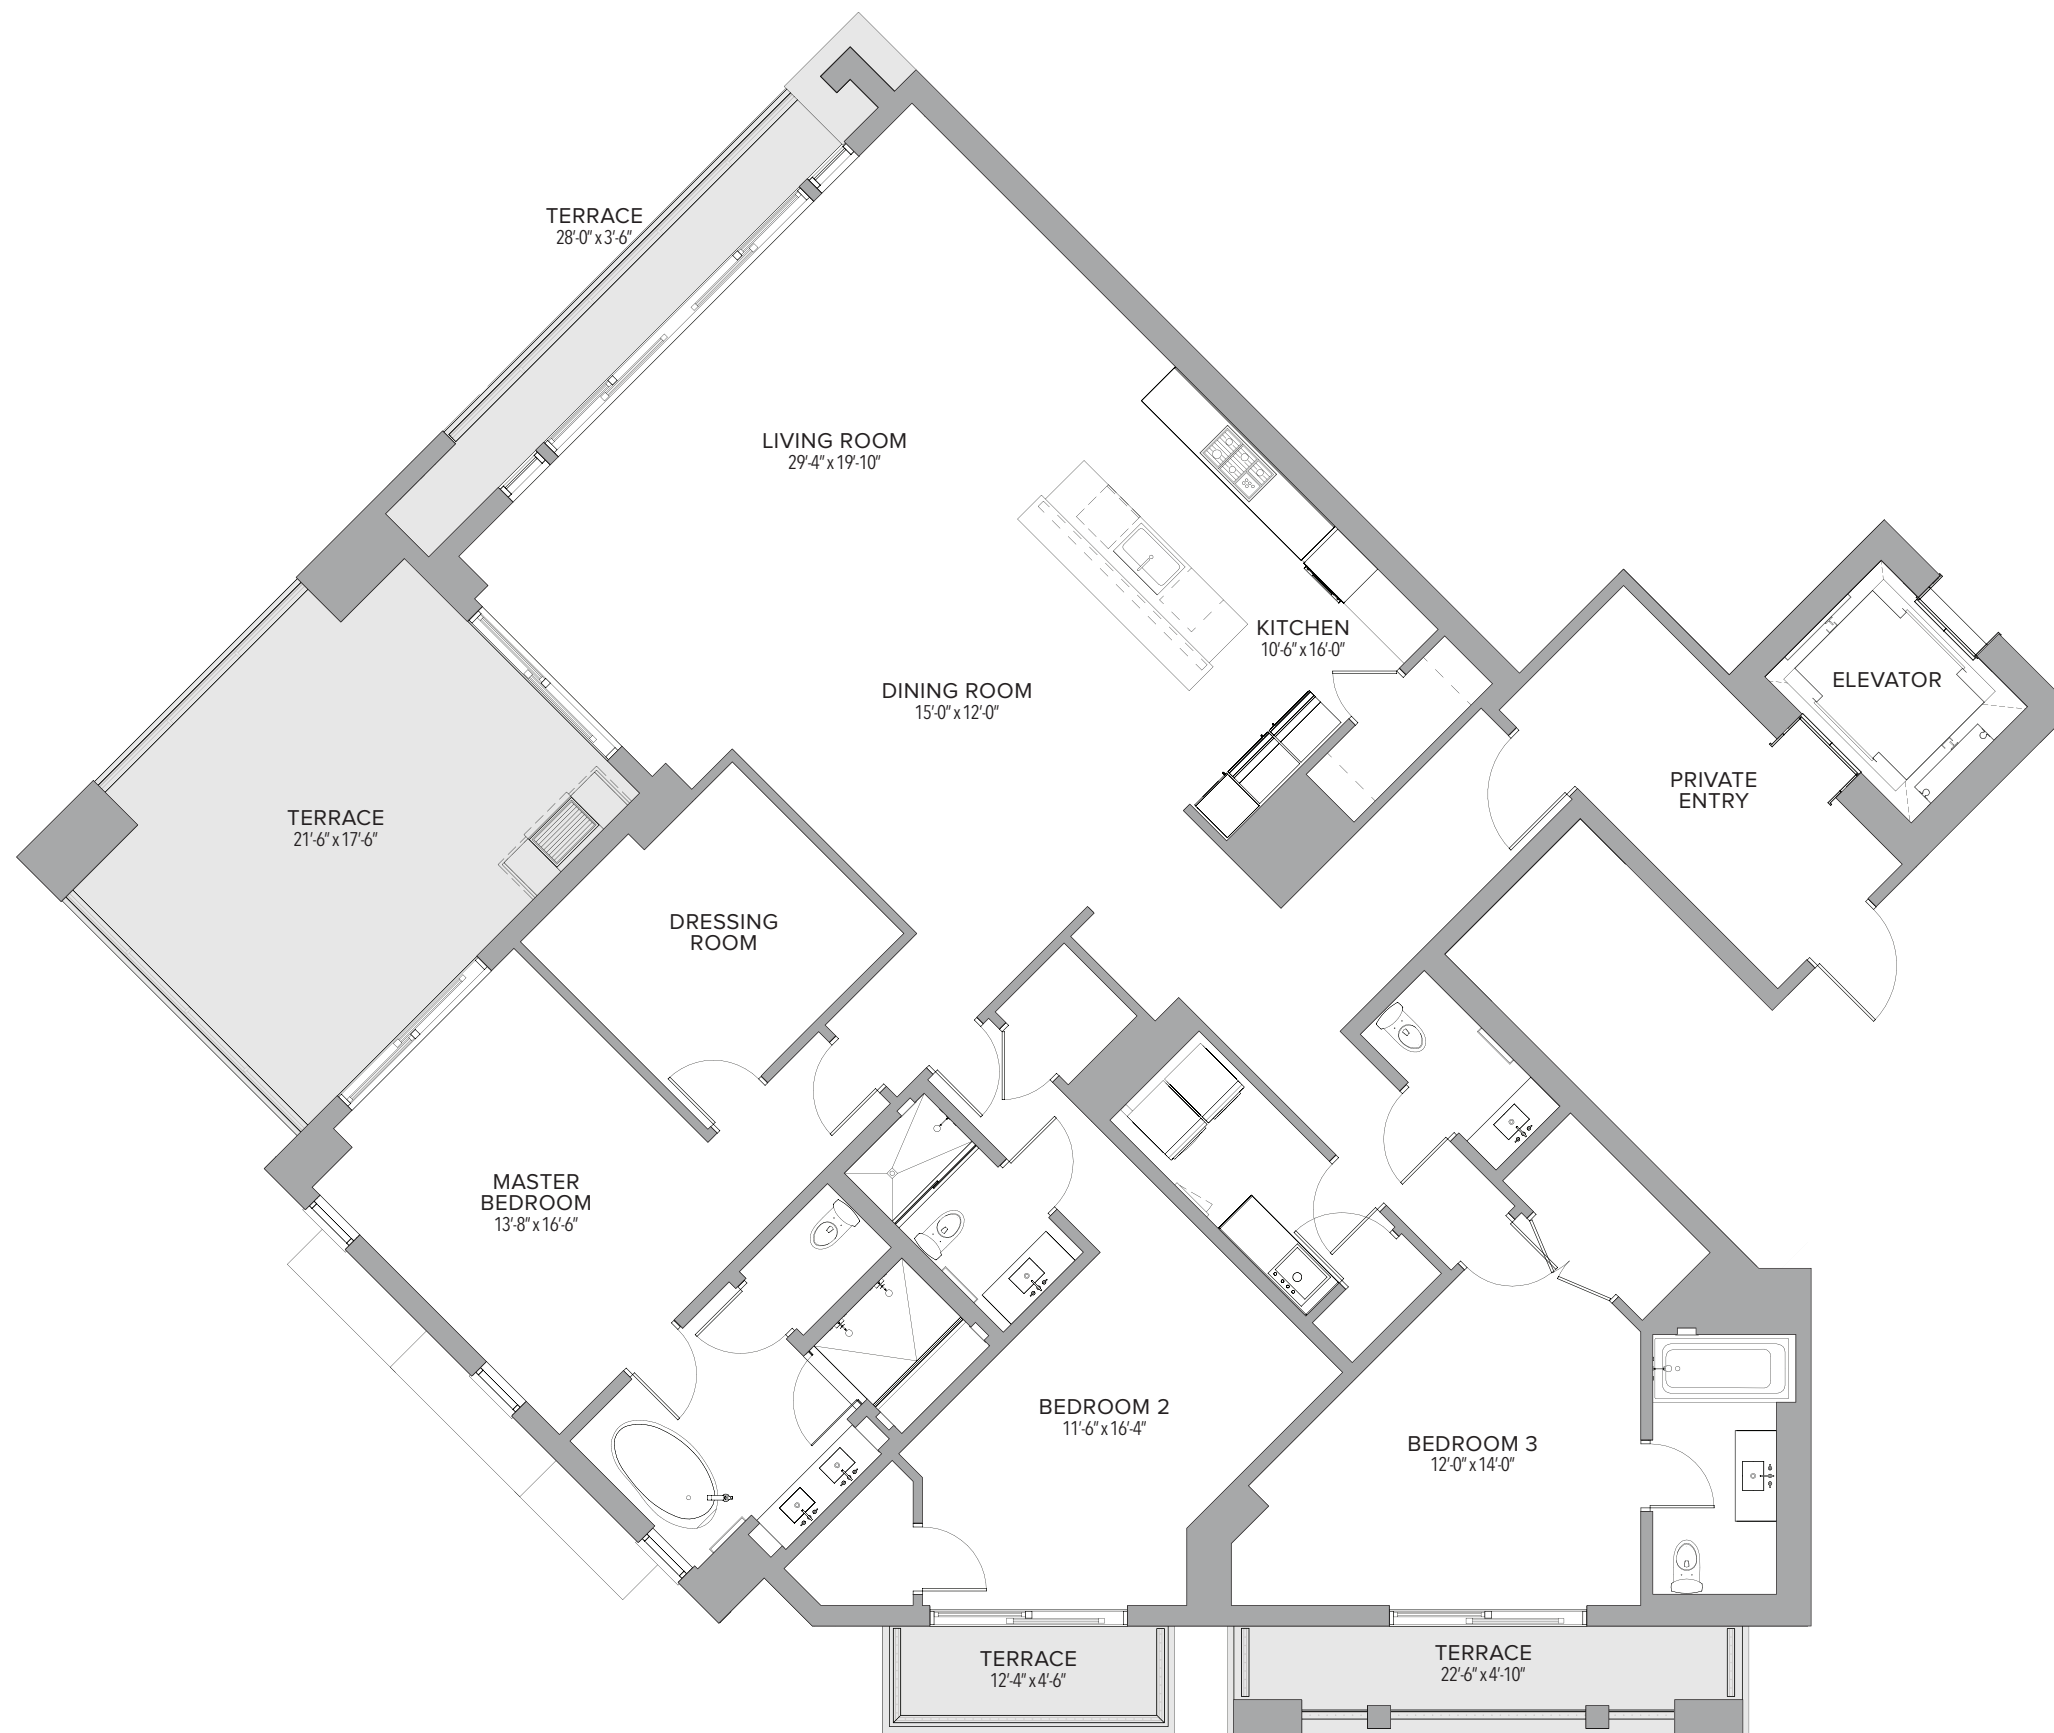 TERRACE
28'-0" x 3'-6"
LIVING ROOM
29'-4" x 19'-10"
KITCHEN
10'-6" x 16'-0"
ELEVATOR
DINING ROOM
15'-0" x 12'-0"
PRIVATE
ENTRY
TERRACE
21'-6" x 17'-6"
DRESSING
ROOM
MASTER
BEDROOM
13'-8" x 16'-6"
BEDROOM 2
11'-6" x 16'-4"
BEDROOM 3
12'-0" x 14'-0"
TERRACE
12'-4" x 4'-6"
TERRACE
22'-6" x 4'-10"